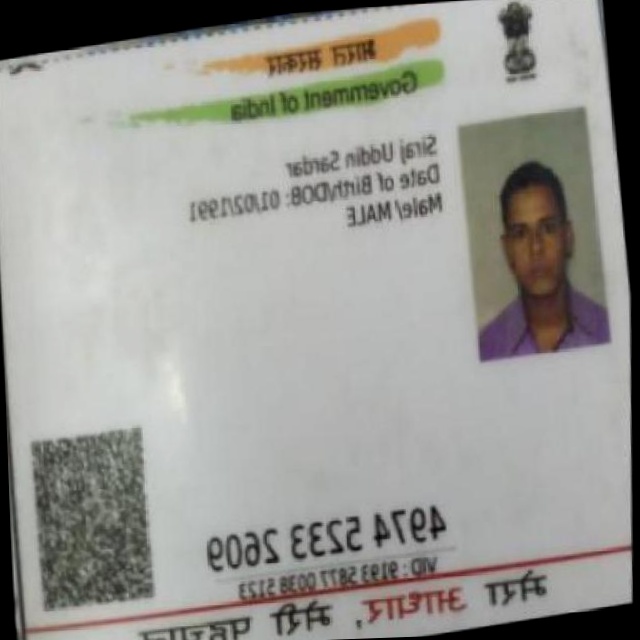 भारत सरकार
Government of India
Siraj Uddin Sardar
Date of Birth/DOB: 01/02/1991
Male/ MALE
4974 5233 2609
VID : 9193 5877 0038 5123
मेरा आधार, मेरी पहचान